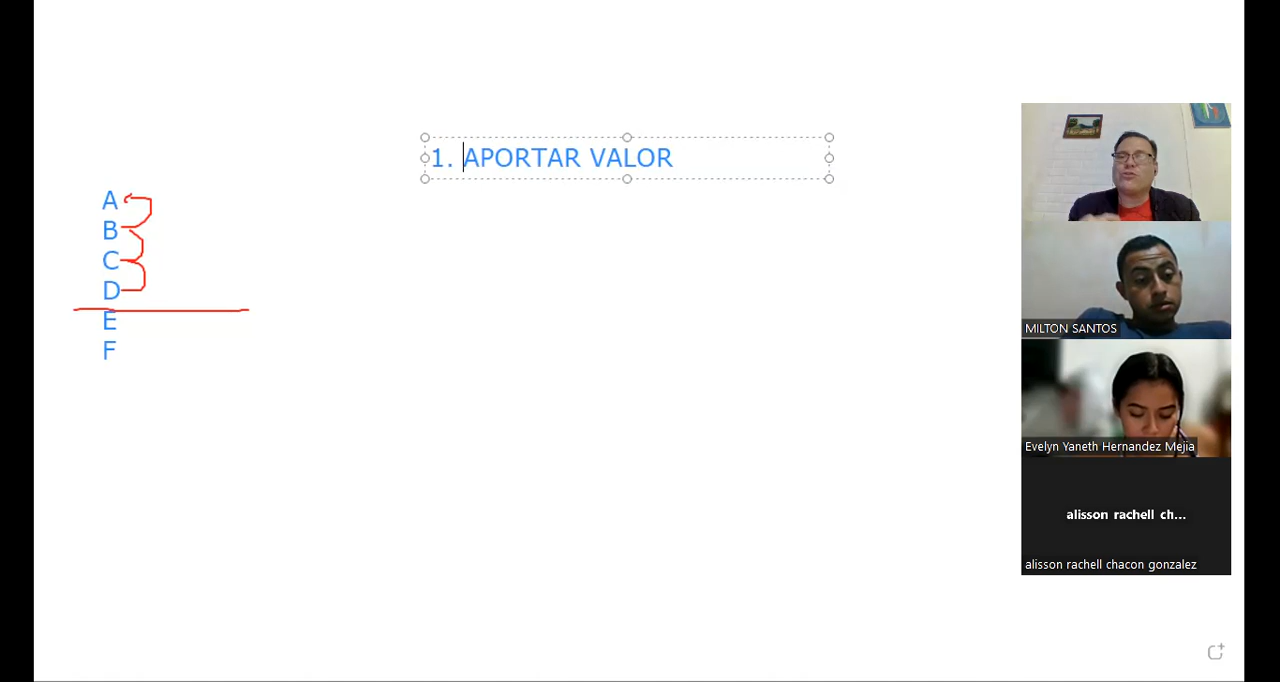 1. APORTAR VALOR
A
B
C
D
E
F
MILTON SANTOS
Evelyn Yaneth Hernandez Mejia
alisson rachell ch...
alisson rachell chacon gonzalez